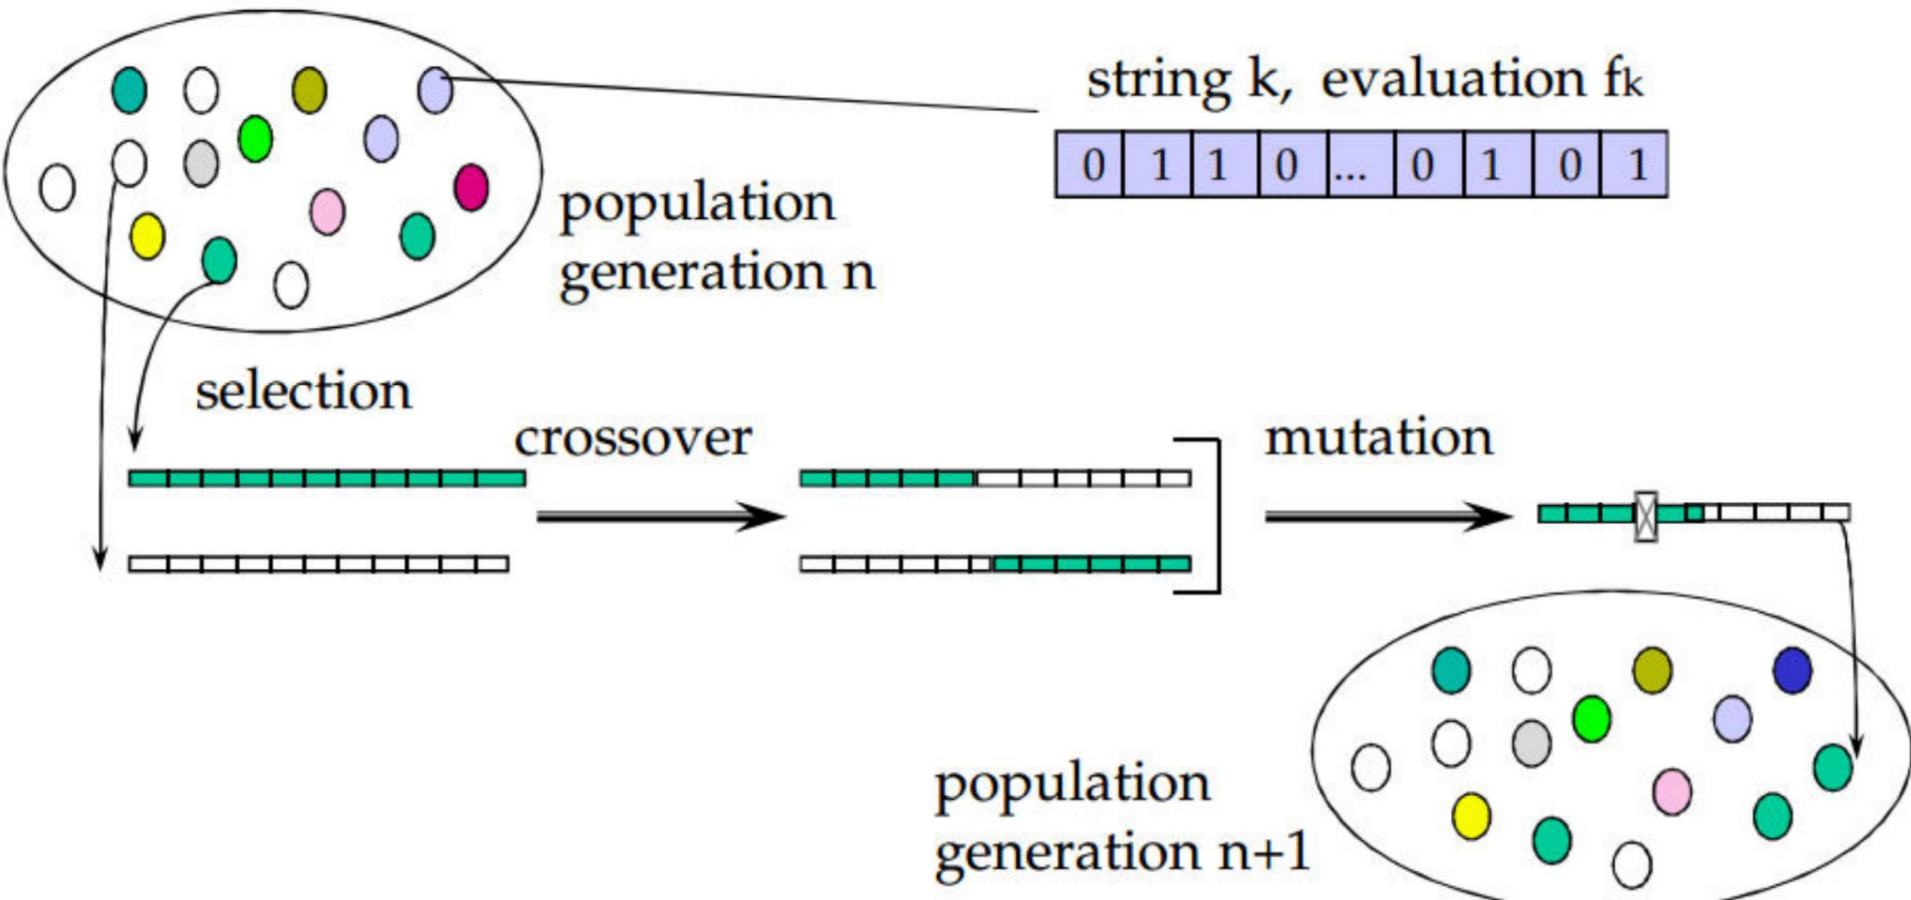 string k, evaluation fk
0 1 1 0 ... 0 1 0 1
population
generation n
selection
crossover
mutation
population
generation n+1